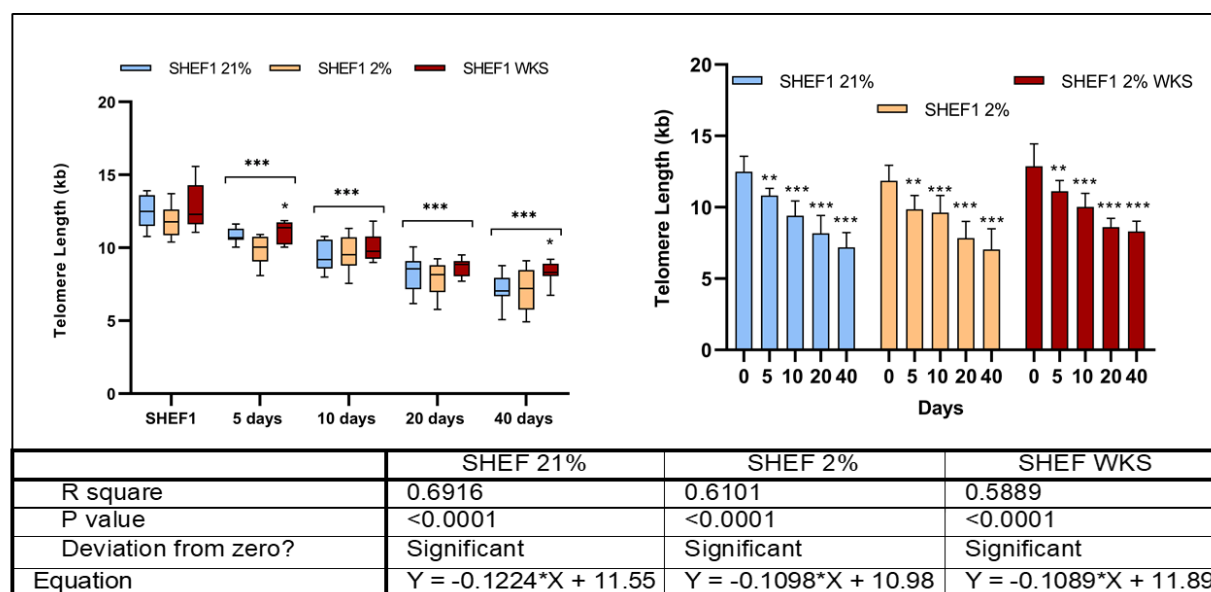 SHEF1 21% SHEF1 2% SHEF1 WKS
Telomere Length (kb)
20
15
10
5
0
***
*
***
***
***
*
SHEF1 5 days 10 days 20 days 40 days
SHEF1 21% SHEF1 2% WKS
SHEF1 2%
Telomere Length (kb)
20
15
10
5
0
** *** *** ***
** *** *** ***
** *** *** ***
0 5 10 20 40 0 5 10 20 40 0 5 10 20 40
Days
SHEF 21% SHEF 2% SHEF WKS
R square 0.6916 0.6101 0.5889
P value <0.0001 <0.0001 <0.0001
Deviation from zero? Significant Significant Significant
Equation Y = -0.1224*X + 11.55 Y = -0.1098*X + 10.98 Y = -0.1089*X + 11.89